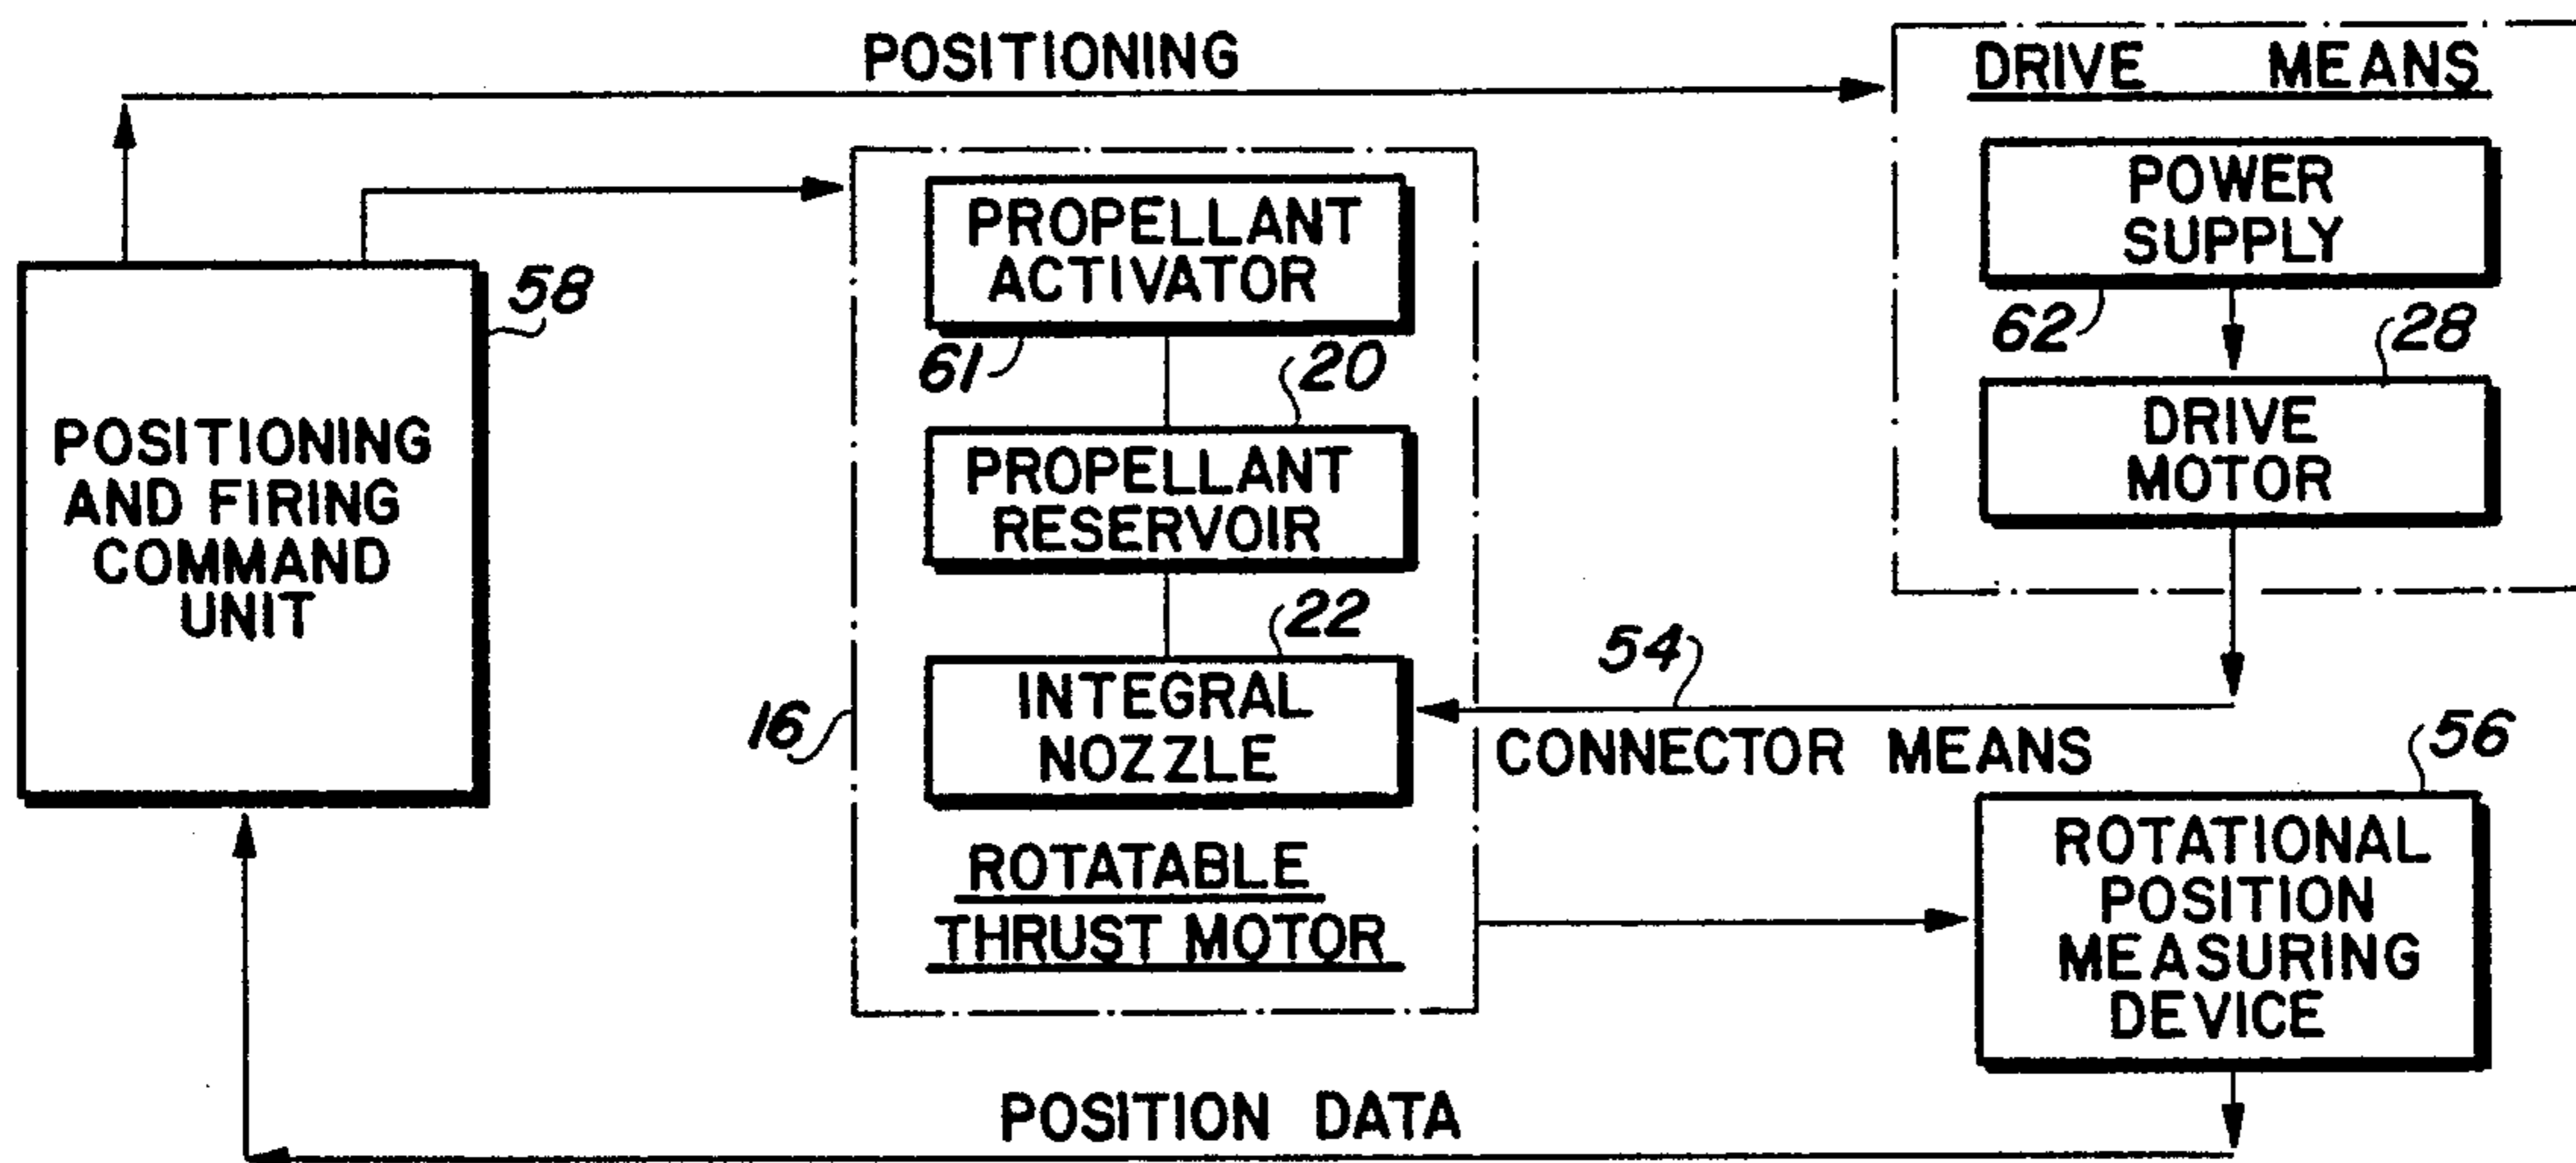 POSITIONING
DRIVE MEANS
POWER
SUPPLY
62
28
DRIVE
MOTOR
PROPELLANT
ACTIVATOR
61
20
PROPELLANT
RESERVOIR
22
INTEGRAL
NOZZLE
16
ROTATABLE
THRUST MOTOR
58
POSITIONING
AND FIRING
COMMAND
UNIT
54
CONNECTOR MEANS
56
ROTATIONAL
POSITION
MEASURING
DEVICE
POSITION DATA